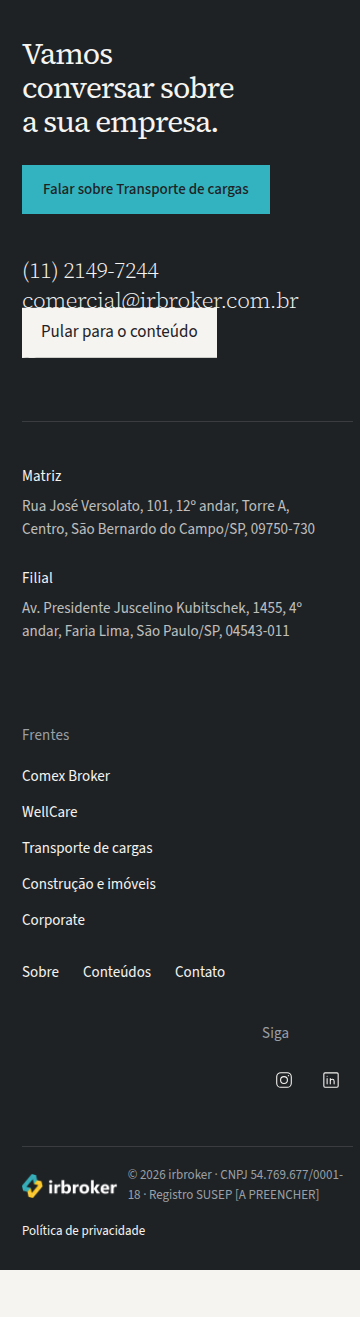 Vamos
conversar sobre
a sua empresa.
Falar sobre Transporte de cargas
(11) 2149-7244
comercial@irbroker.com.br
Pular para o conteúdo
Matriz
Rua José Versolato, 101, 12º andar, Torre A,
Centro, São Bernardo do Campo/SP, 09750-730
Filial
Av. Presidente Juscelino Kubitschek, 1455, 4º
andar, Faria Lima, São Paulo/SP, 04543-011
Frentes
Comex Broker
WellCare
Transporte de cargas
Construção e imóveis
Corporate
Sobre Conteúdos Contato
Siga
irbroker
© 2026 irbroker · CNPJ 54.769.677/0001-
18 · Registro SUSEP [A PREENCHER]
Política de privacidade